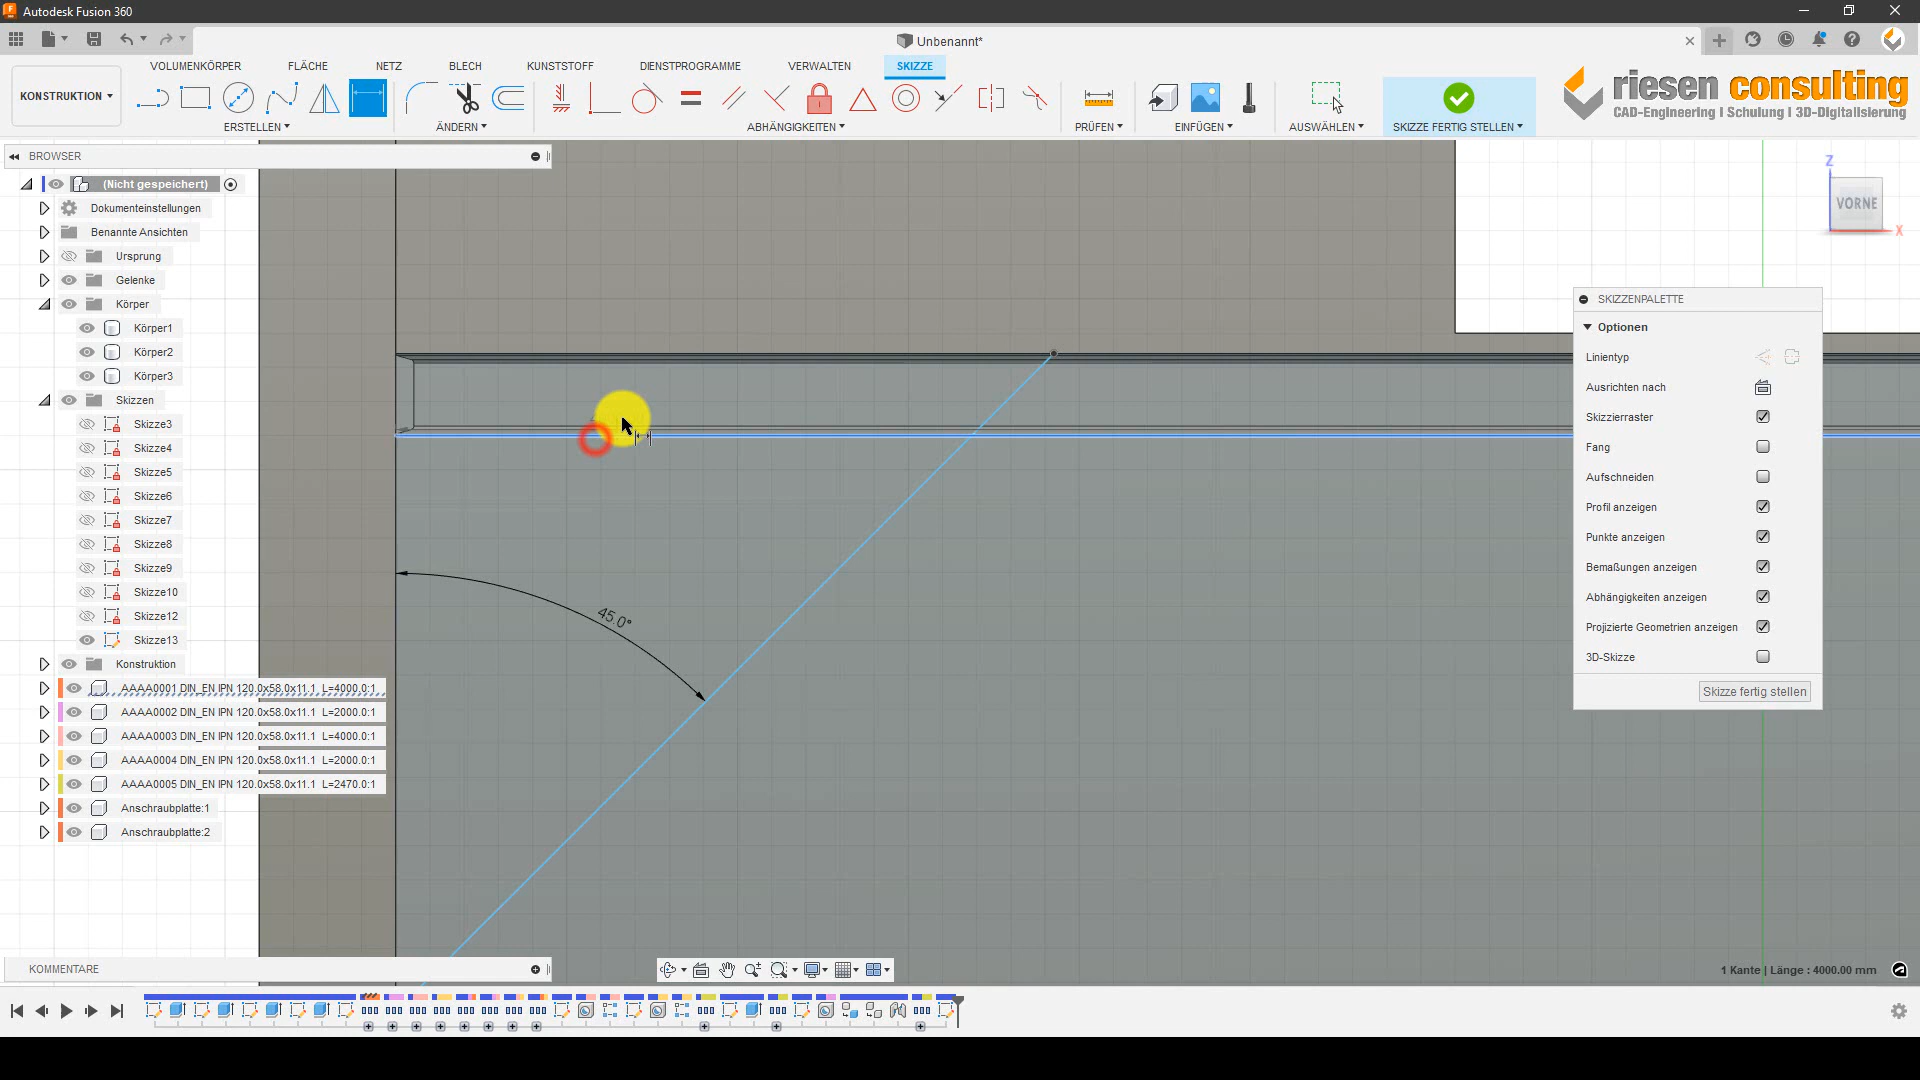 Autodesk Fusion 360
Unbenannt*
KONSTRUKTION
VOLUMENKÖRPER
FLÄCHE
NETZ
BLECH
KUNSTSTOFF
DIENSTPROGRAMME
VERWALTEN
SKIZZE
ERSTELLEN
ÄNDERN
ABHÄNGIGKEITEN
PRÜFEN
EINFÜGEN
AUSWÄHLEN
SKIZZE FERTIG STELLEN
riesen consulting
CAD-Engineering I Schulung I 3D-Digitalisierung
BROWSER
(Nicht gespeichert)
Dokumenteinstellungen
Benannte Ansichten
Ursprung
Gelenke
Körper
Körper1
Körper2
Körper3
Skizzen
Skizze3
Skizze4
Skizze5
Skizze6
Skizze7
Skizze8
Skizze9
Skizze10
Skizze12
Skizze13
Konstruktion
AAAA0001 DIN_EN IPN 120.0x58.0x11.1 L=4000.0:1
AAAA0002 DIN_EN IPN 120.0x58.0x11.1 L=2000.0:1
AAAA0003 DIN_EN IPN 120.0x58.0x11.1 L=4000.0:1
AAAA0004 DIN_EN IPN 120.0x58.0x11.1 L=2000.0:1
AAAA0005 DIN_EN IPN 120.0x58.0x11.1 L=2470.0:1
Anschraubplatte:1
Anschraubplatte:2
45.0°
Z
VORNE
X
SKIZZENPALETTE
Optionen
Linientyp
Ausrichten nach
Skizzierraster
Fang
Aufschneiden
Profil anzeigen
Punkte anzeigen
Bemaßungen anzeigen
Abhängigkeiten anzeigen
Projizierte Geometrien anzeigen
3D-Skizze
Skizze fertig stellen
KOMMENTARE
1 Kante | Länge : 4000.00 mm